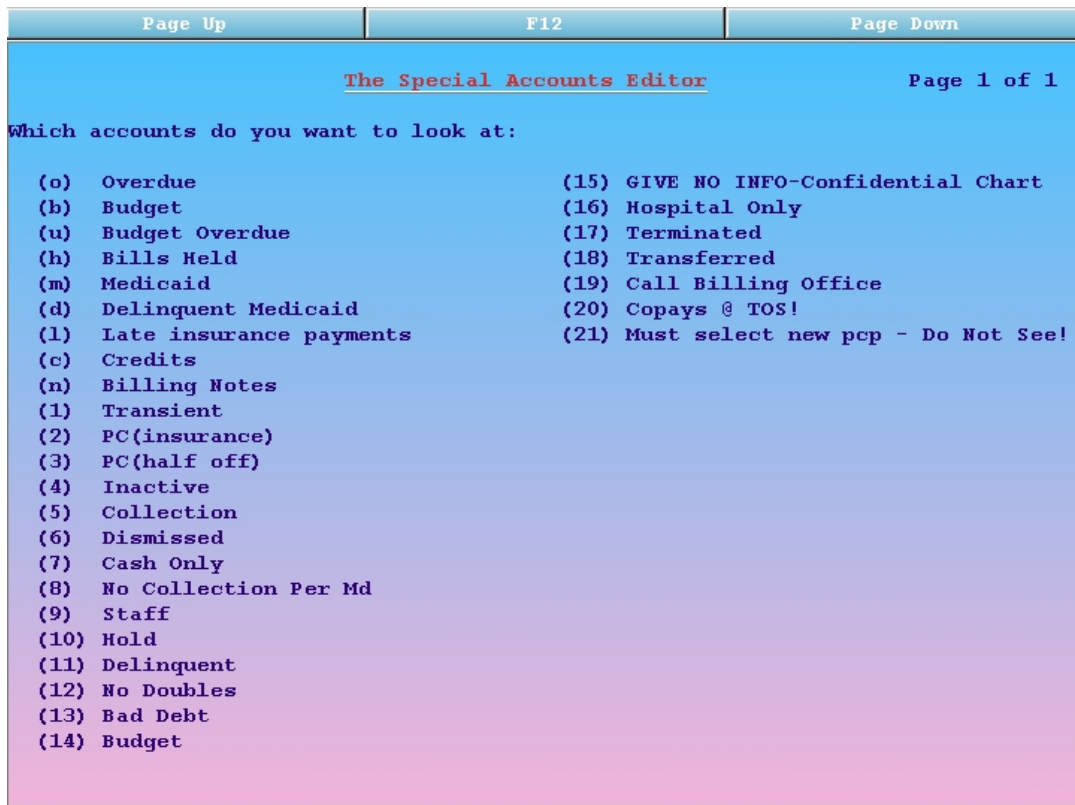 Page Up F12 Page Down
The Special Accounts Editor Page 1 of 1
Which accounts do you want to look at:
(o) Overdue
(b) Budget
(u) Budget Overdue
(h) Bills Held
(m) Medicaid
(d) Delinquent Medicaid
(l) Late insurance payments
(c) Credits
(n) Billing Notes
(1) Transient
(2) PC(insurance)
(3) PC(half off)
(4) Inactive
(5) Collection
(6) Dismissed
(7) Cash Only
(8) No Collection Per Md
(9) Staff
(10) Hold
(11) Delinquent
(12) No Doubles
(13) Bad Debt
(14) Budget
(15) GIVE NO INFO-Confidential Chart
(16) Hospital Only
(17) Terminated
(18) Transferred
(19) Call Billing Office
(20) Copays @ TOS!
(21) Must select new pcp - Do Not See!